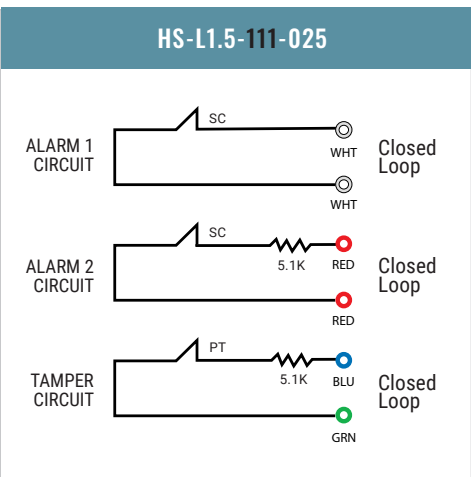 HS-L1.5-111-025
ALARM 1
CIRCUIT
SC
WHT
WHT
Closed
Loop
ALARM 2
CIRCUIT
SC
5.1K
RED
RED
Closed
Loop
TAMPER
CIRCUIT
PT
5.1K
BLU
GRN
Closed
Loop